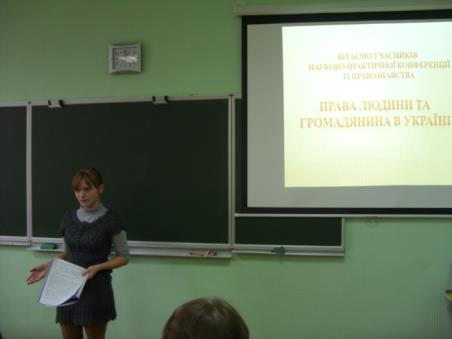 ВІТАЄМО УЧАСНИКІВ
НАУКОВО-ПРАКТИЧНОЇ КОНФЕРЕНЦІЇ
ІЗ ПРАВОЗНАВСТВА
ПРАВА ЛЮДИНИ ТА
ГРОМАДЯНИНА В УКРАЇНІ